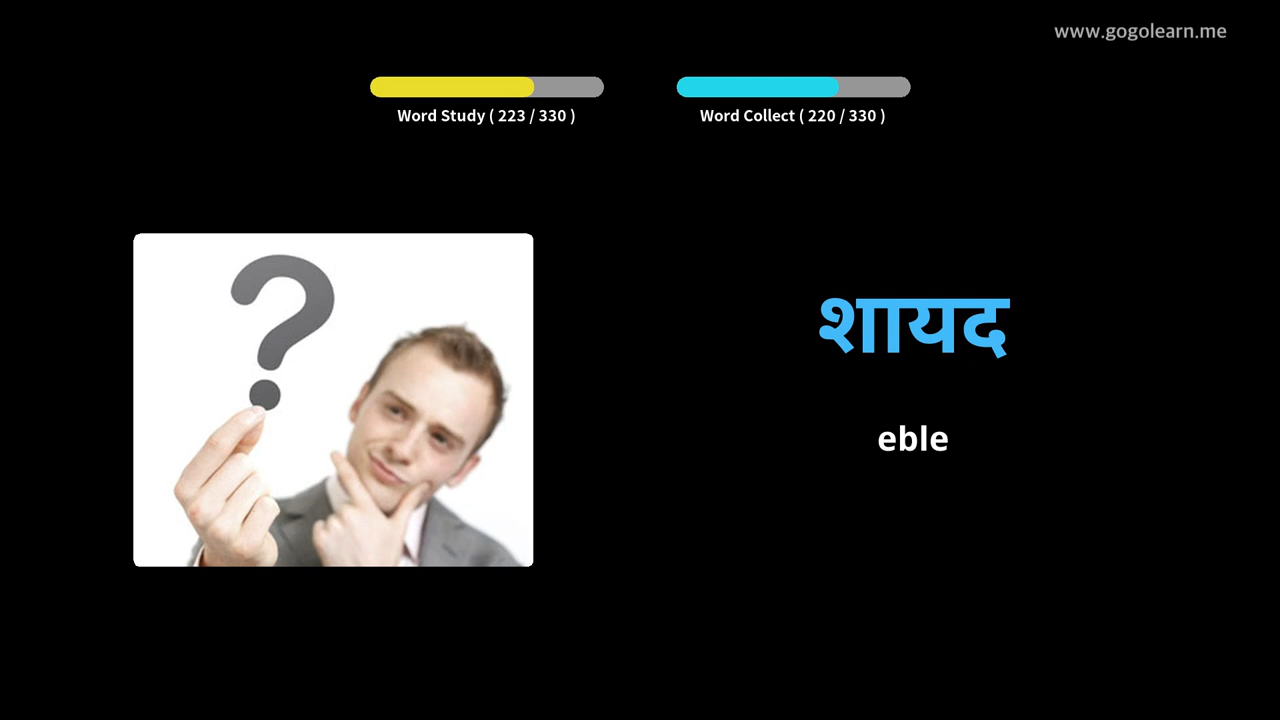 www.gogolearn.me
Word Study ( 223 / 330 )
Word Collect ( 220 / 330 )
?
शायद
eble